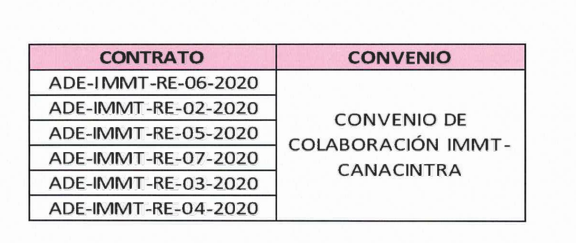 CONTRATO CONVENIO
ADE-IMMT-RE-06-2020
ADE-IMMT-RE-02-2020
ADE-IMMT-RE-05-2020
ADE-IMMT-RE-07-2020
ADE-IMMT-RE-03-2020
ADE-IMMT-RE-04-2020
CONVENIO DE
COLABORACIÓN IMMT-
CANACINTRA